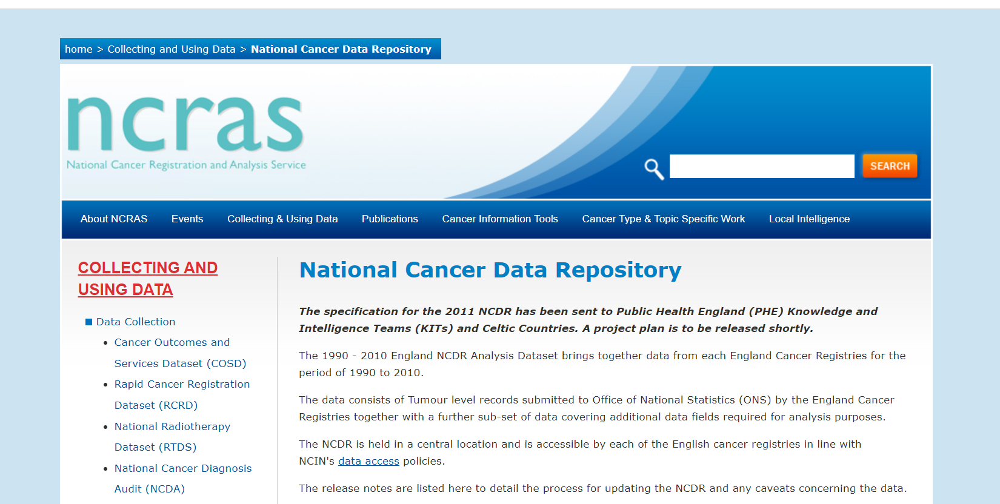 home > Collecting and Using Data > National Cancer Data Repository
ncras
National Cancer Registration and Analysis Service
SEARCH
About NCRAS Events Collecting & Using Data Publications Cancer Information Tools Cancer Type & Topic Specific Work Local Intelligence
COLLECTING AND
USING DATA
Data Collection
Cancer Outcomes and
Services Dataset (COSD)
Rapid Cancer Registration
Dataset (RCRD)
National Radiotherapy
Dataset (RTDS)
National Cancer Diagnosis
Audit (NCDA)
National Cancer Data Repository
The specification for the 2011 NCDR has been sent to Public Health England (PHE) Knowledge and
Intelligence Teams (KITs) and Celtic Countries. A project plan is to be released shortly.
The 1990 - 2010 England NCDR Analysis Dataset brings together data from each England Cancer Registries for the
period of 1990 to 2010.
The data consists of Tumour level records submitted to Office of National Statistics (ONS) by the England Cancer
Registries together with a further sub-set of data covering additional data fields required for analysis purposes.
The NCDR is held in a central location and is accessible by each of the English cancer registries in line with
NCIN's data access policies.
The release notes are listed here to detail the process for updating the NCDR and any caveats concerning the data.